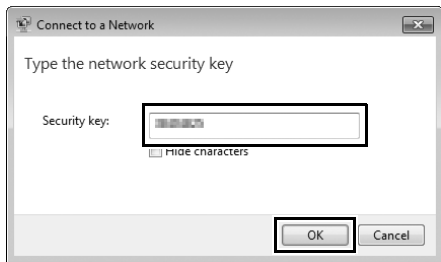 Connect to a Network
Type the network security key
Security key:
Hide characters
OK Cancel